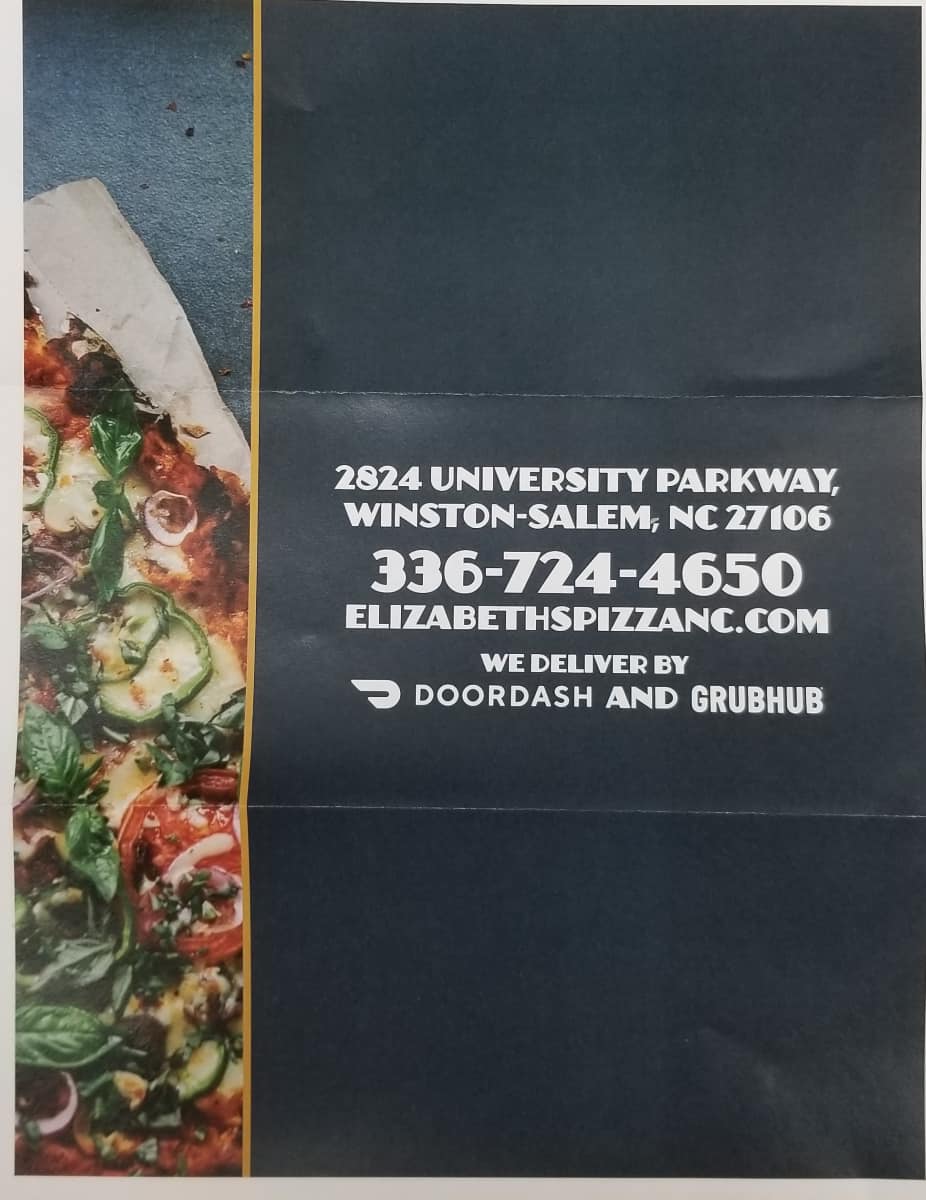 2824 UNIVERSITY PARKWAY,
WINSTON-SALEM, NC 27106
336-724-4650
ELIZABETHSPIZZANC.COM
WE DELIVER BY
DOORDASH AND GRUBHUB